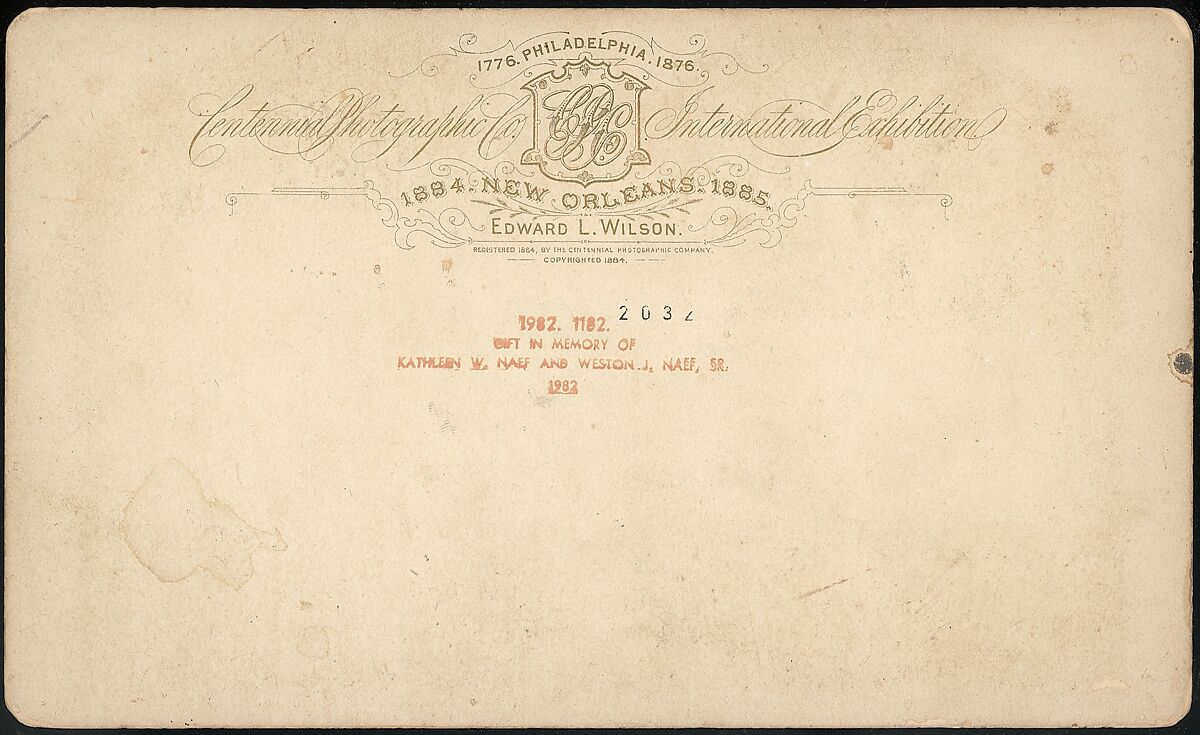 1776. PHILADELPHIA. 1876.
Centennial Photographic Co. International Exhibition
CPC
1884. NEW ORLEANS. 1885.
EDWARD L. WILSON.
REGISTERED 1884, BY THE CENTENNIAL PHOTOGRAPHIC COMPANY.
COPYRIGHTED 1884.
1982. 1182. 2032
GIFT IN MEMORY OF
KATHLEEN W. NAEF AND WESTON J. NAEF, SR.
1982